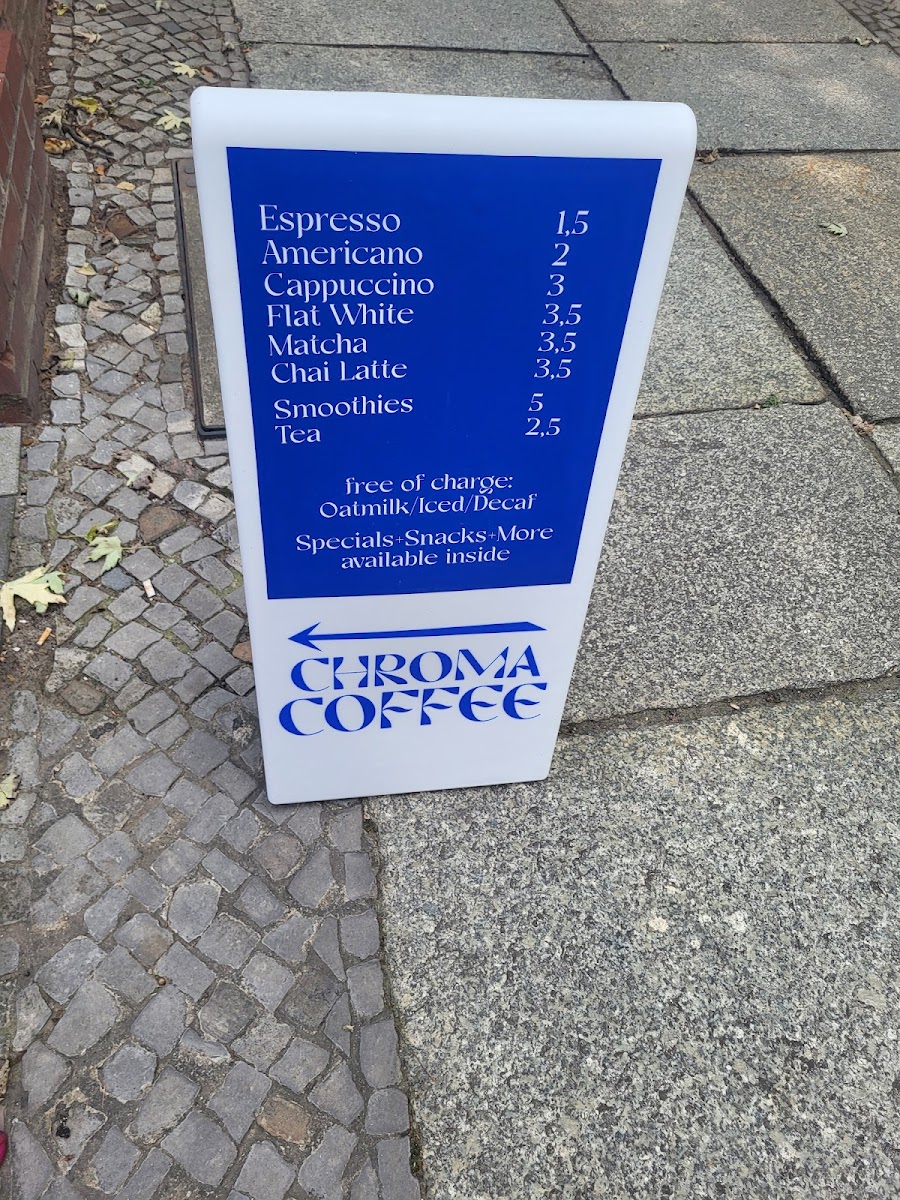 Espresso 1,5
Americano 2
Cappuccino 3
Flat White 3,5
Matcha 3,5
Chai Latte 3,5
Smoothies 5
Tea 2,5
free of charge:
Oatmilk/Iced/Decaf
Specials+Snacks+More
available inside
CHROMA
COFFEE